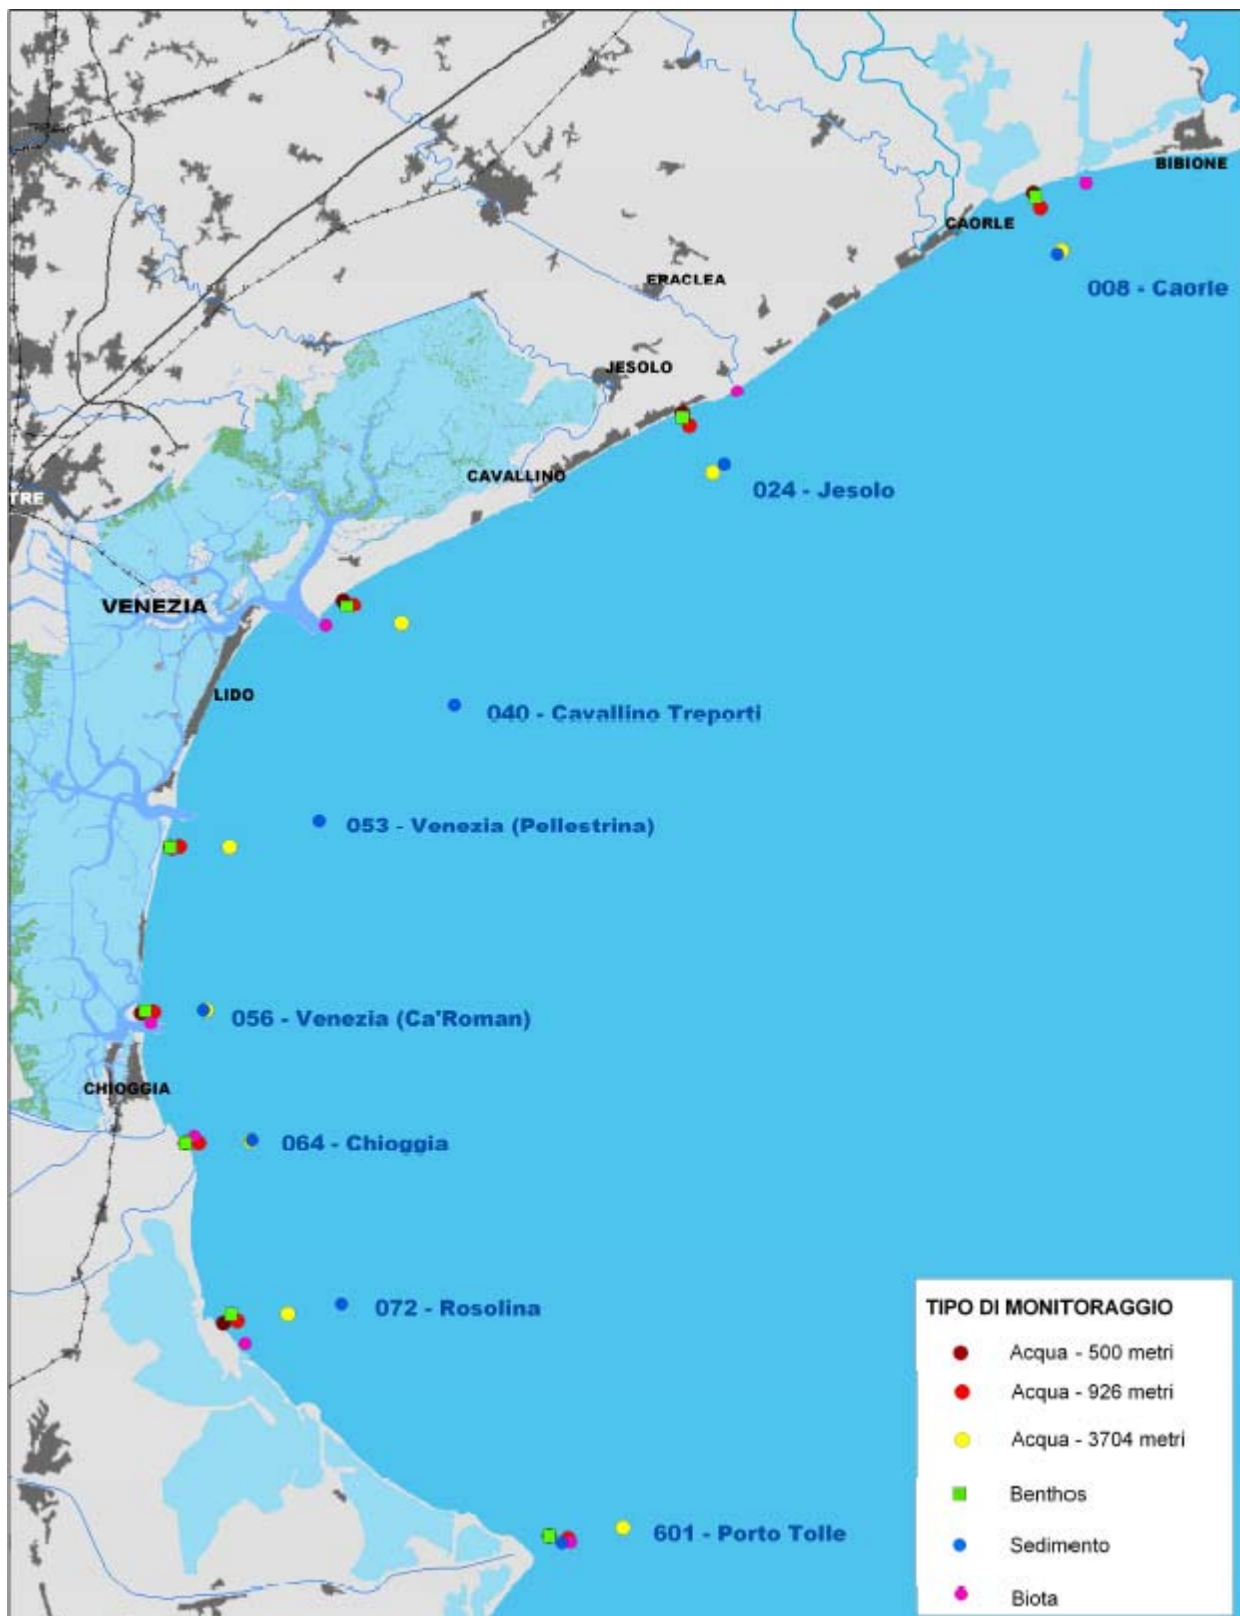 BIBIONE
CAORLE
008 - Caorle
ERACLEA
JESOLO
CAVALLINO
024 - Jesolo
TRE
VENEZIA
LIDO
040 - Cavallino Treporti
053 - Venezia (Pellestrina)
056 - Venezia (Ca'Roman)
CHIOGGIA
064 - Chioggia
072 - Rosolina
601 - Porto Tolle
TIPO DI MONITORAGGIO
Acqua - 500 metri
Acqua - 926 metri
Acqua - 3704 metri
Benthos
Sedimento
Biota